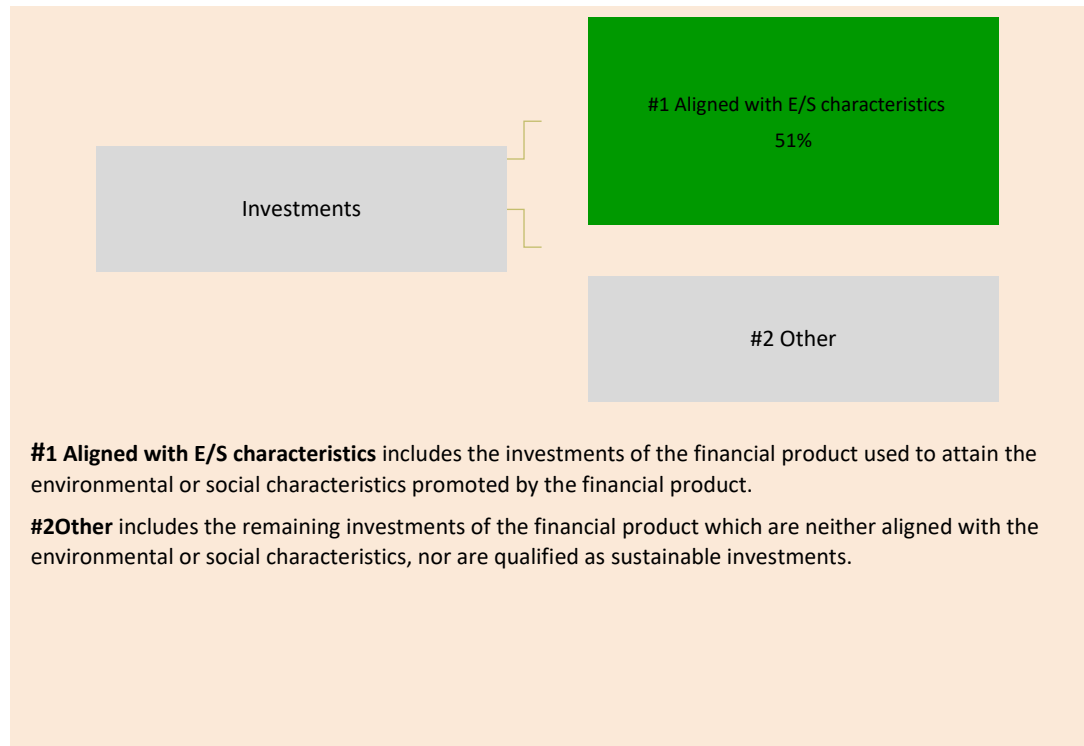 #1 Aligned with E/S characteristics
51%
Investments
#2 Other
#1 Aligned with E/S characteristics includes the investments of the financial product used to attain the
environmental or social characteristics promoted by the financial product.
#2Other includes the remaining investments of the financial product which are neither aligned with the
environmental or social characteristics, nor are qualified as sustainable investments.